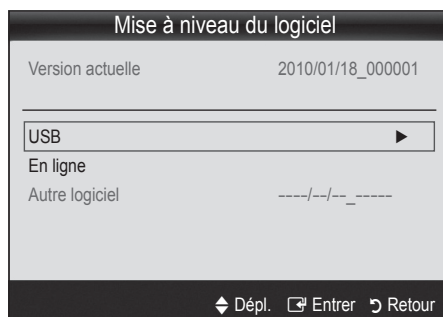 Mise à niveau du logiciel
Version actuelle 2010/01/18_000001
USB ►
En ligne
Autre logiciel ----/--/--_-----
Dépl. Entrer Retour